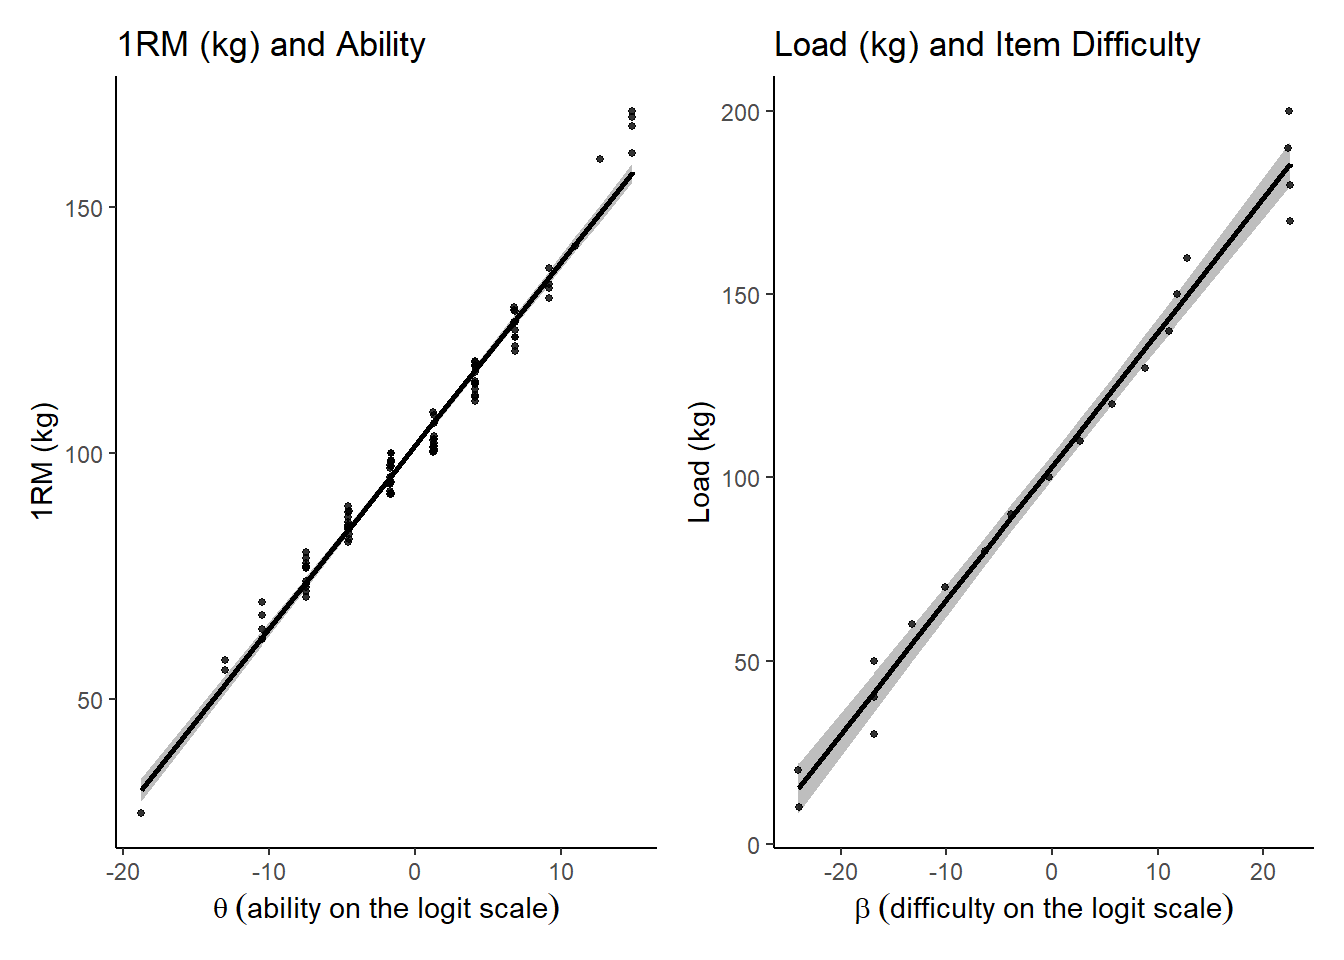 1RM (kg) and Ability
150
100
50
1RM (kg)
-20 -10 0 10
θ (ability on the logit scale)
Load (kg) and Item Difficulty
200
150
100
50
0
Load (kg)
-20 -10 0 10 20
β (difficulty on the logit scale)